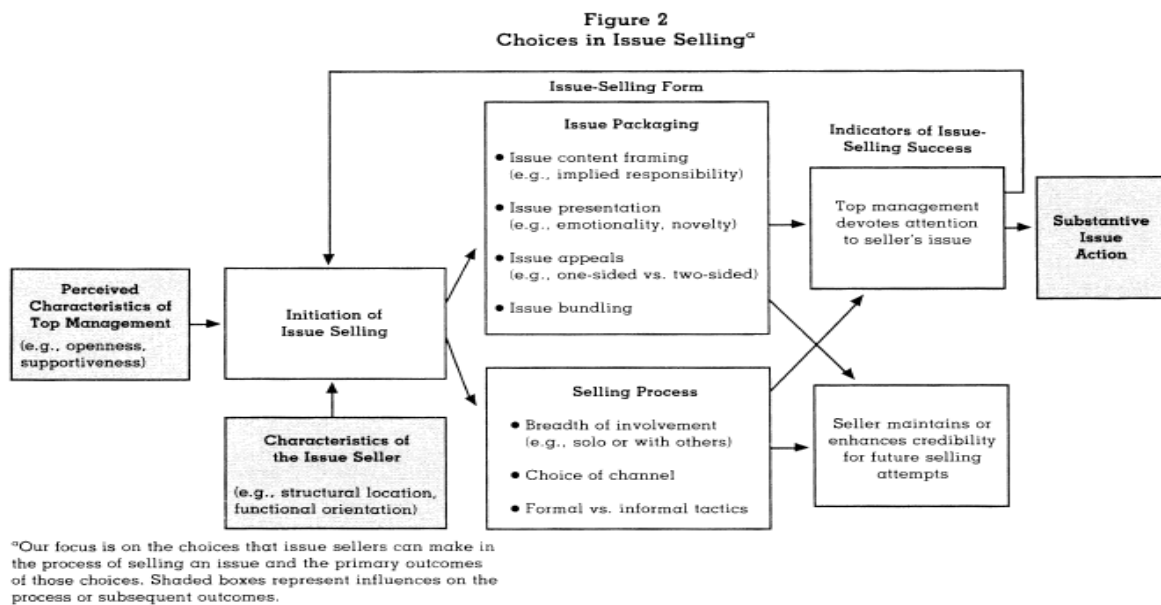 Figure 2
Choices in Issue Selling^a
Issue-Selling Form
Issue Packaging
• Issue content framing
(e.g., implied responsibility)
• Issue presentation
(e.g., emotionality, novelty)
• Issue appeals
(e.g., one-sided vs. two-sided)
• Issue bundling
Indicators of Issue-
Selling Success
Top management
devotes attention
to seller's issue
Substantive
Issue
Action
Perceived
Characteristics of
Top Management
(e.g., openness,
supportiveness)
Initiation of
Issue Selling
Characteristics of
the Issue Seller
(e.g., structural location,
functional orientation)
Selling Process
• Breadth of involvement
(e.g., solo or with others)
• Choice of channel
• Formal vs. informal tactics
Seller maintains or
enhances credibility
for future selling
attempts
^aOur focus is on the choices that issue sellers can make in
the process of selling an issue and the primary outcomes
of those choices. Shaded boxes represent influences on the
process or subsequent outcomes.